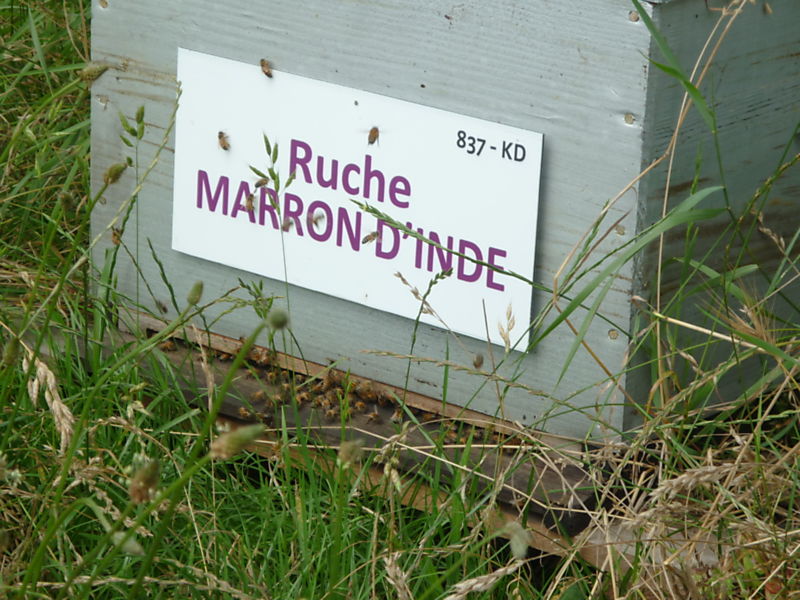 837 - KD
Ruche
MARRON D'INDE